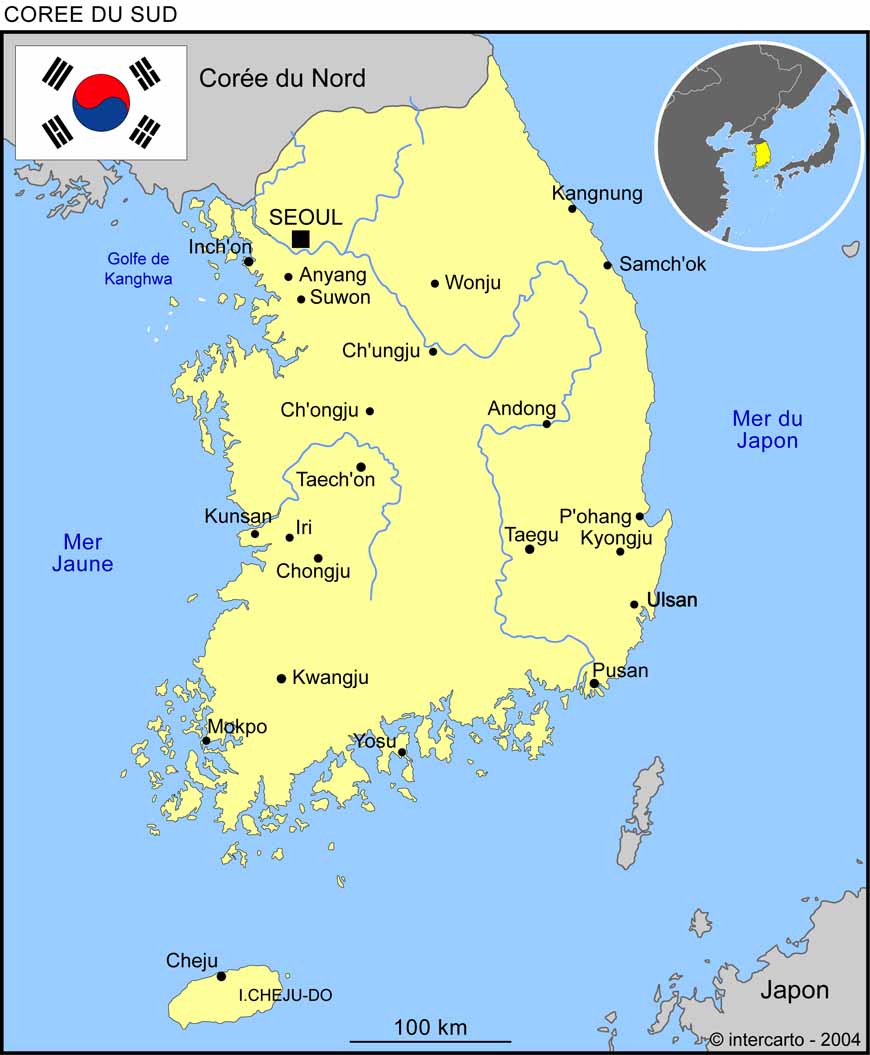 COREE DU SUD
Corée du Nord
Kangnung
SEOUL
Inch'on
Golfe de
Kanghwa
Samch'ok
Anyang
Wonju
Suwon
Ch'ungju
Ch'ongju
Andong
Mer du
Japon
Taech'on
Kunsan
Iri
P'ohang
Taegu
Kyongju
Mer
Jaune
Chongju
Ulsan
Pusan
Kwangju
Mokpo
Yosu
Cheju
I.CHEJU-DO
Japon
100 km
© intercarto - 2004